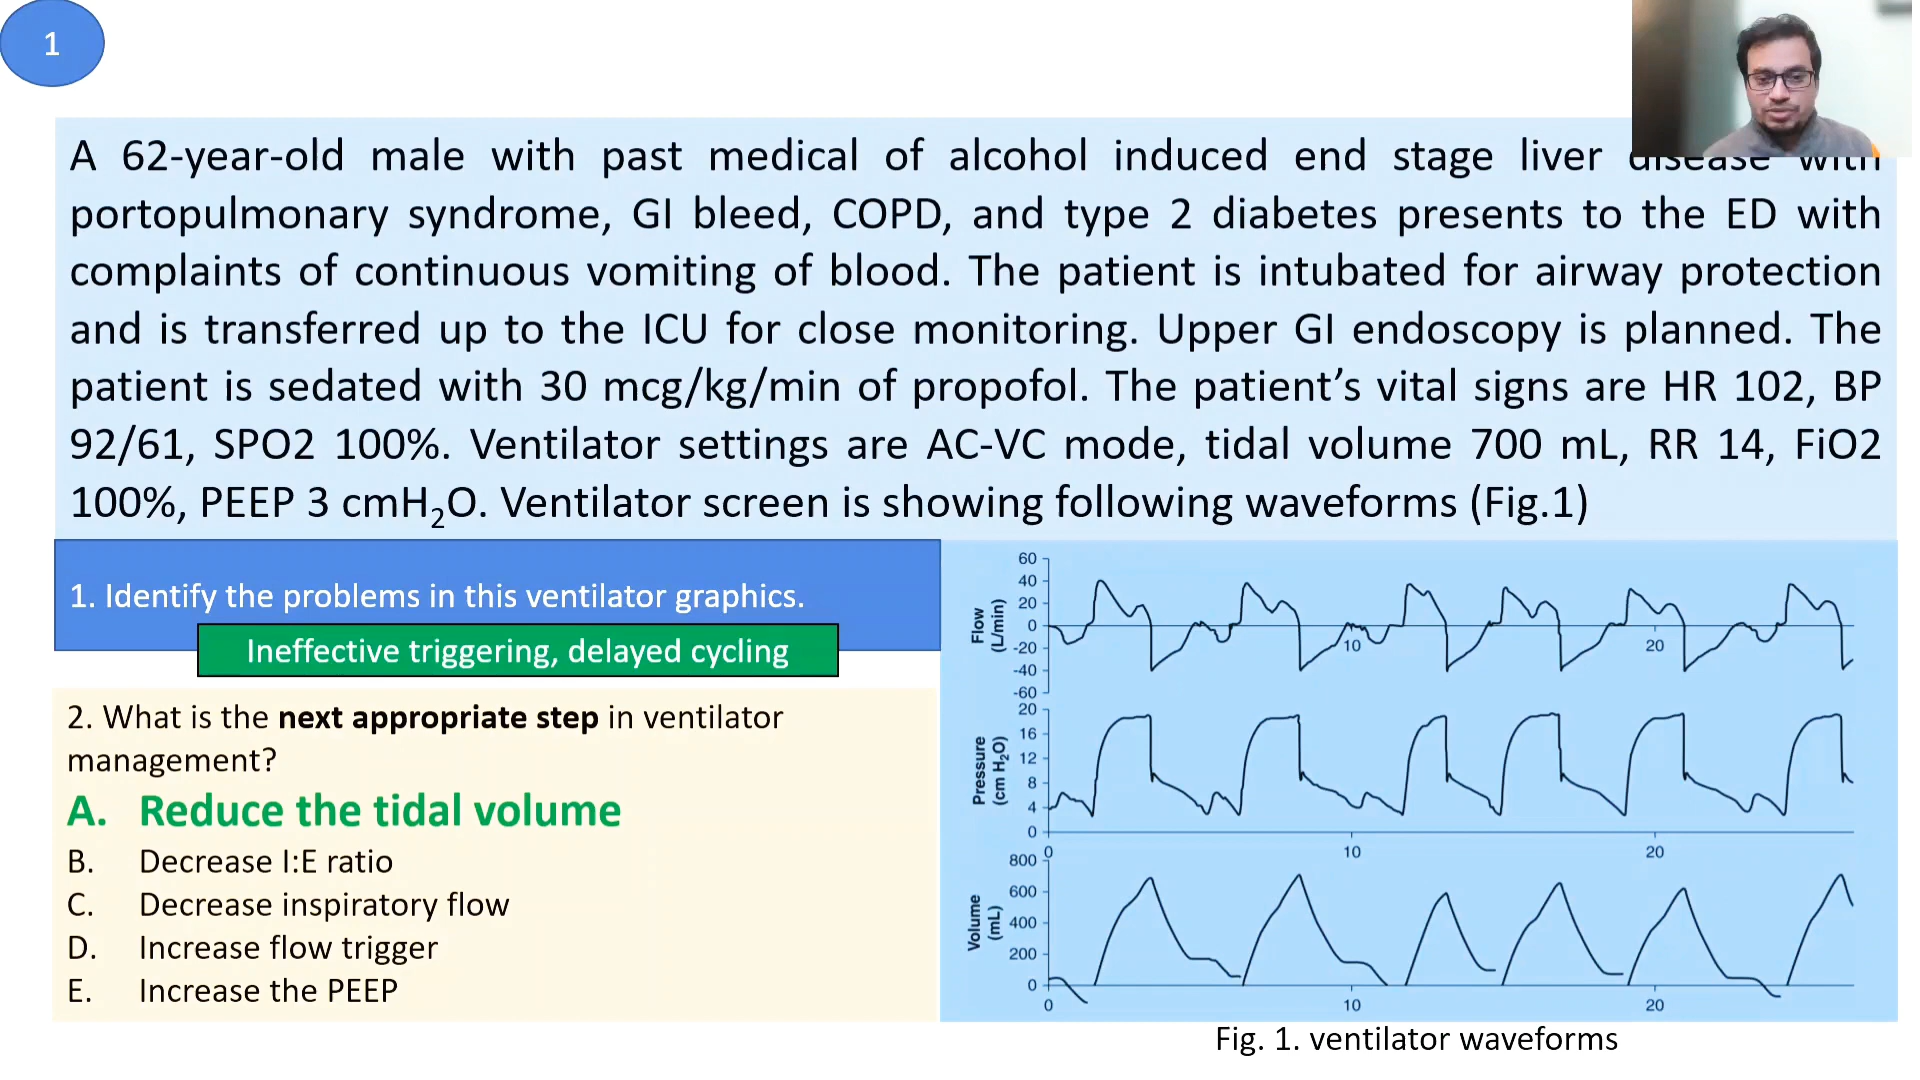 1
A 62-year-old male with past medical of alcohol induced end stage liver disease with
portopulmonary syndrome, GI bleed, COPD, and type 2 diabetes presents to the ED with
complaints of continuous vomiting of blood. The patient is intubated for airway protection
and is transferred up to the ICU for close monitoring. Upper GI endoscopy is planned. The
patient is sedated with 30 mcg/kg/min of propofol. The patient’s vital signs are HR 102, BP
92/61, SPO2 100%. Ventilator settings are AC-VC mode, tidal volume 700 mL, RR 14, FiO2
100%, PEEP 3 cmH₂O. Ventilator screen is showing following waveforms (Fig.1)
1. Identify the problems in this ventilator graphics.
Ineffective triggering, delayed cycling
2. What is the next appropriate step in ventilator
management?
A. Reduce the tidal volume
B. Decrease I:E ratio
C. Decrease inspiratory flow
D. Increase flow trigger
E. Increase the PEEP
Flow
(L/min)
60
40
20
0
-20
-40
-60
10
20
Pressure
(cm H₂O)
20
16
12
8
4
0
0
10
20
Volume
(mL)
800
600
400
200
0
0
10
20
Fig. 1. ventilator waveforms